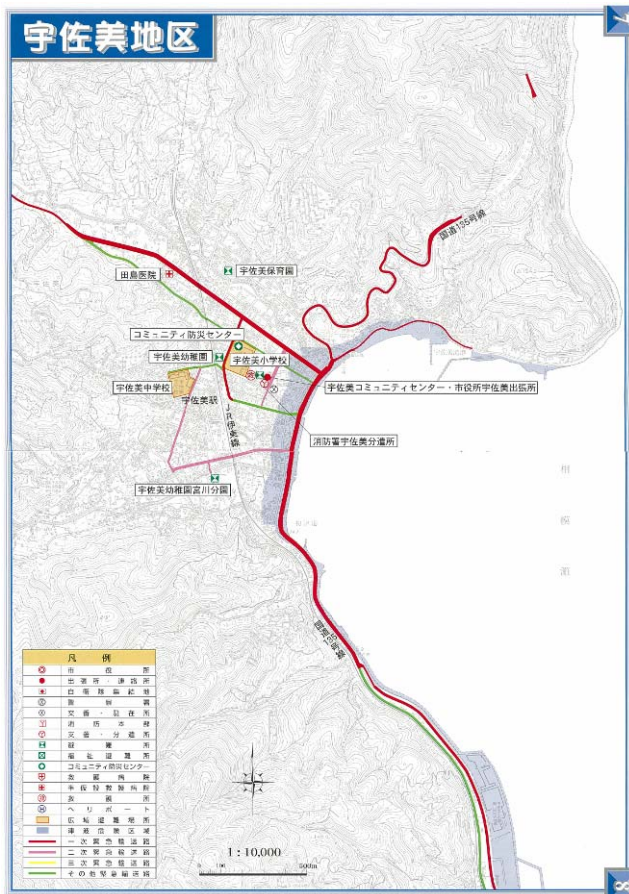 宇佐美地区
国道135号線
田島医院
宇佐美保育園
コミュニティ防災センター
宇佐美幼稚園
宇佐美小学校
宇佐美中学校
宇佐美駅
宇佐美コミュニティセンター・市役所宇佐美出張所
JR伊東線
消防署宇佐美分遣所
宇佐美幼稚園宮川分園
相模灘
国道135号線
凡例
市役所
出張所・連絡所
自衛隊集結地
警察署
交番・駐在所
消防本部
避難所
福祉避難所
コミュニティ防災センター
救護病院
救護所
ヘリポート
広域避難場所
津波危険区域
一次緊急輸送路
二次緊急輸送路
三次緊急輸送路
その他緊急輸送路
1:10,000
500m
8